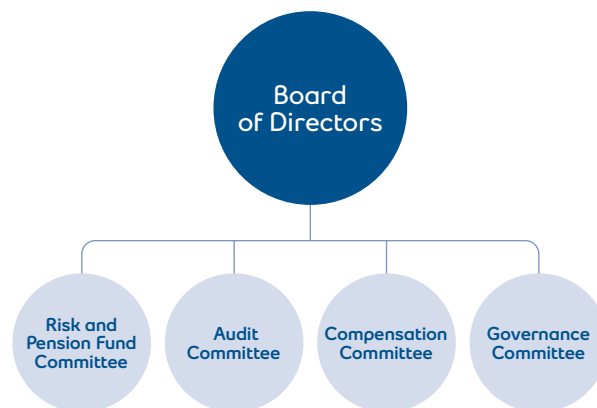 Board
of Directors
Risk and
Pension Fund
Committee
Audit
Committee
Compensation
Committee
Governance
Committee